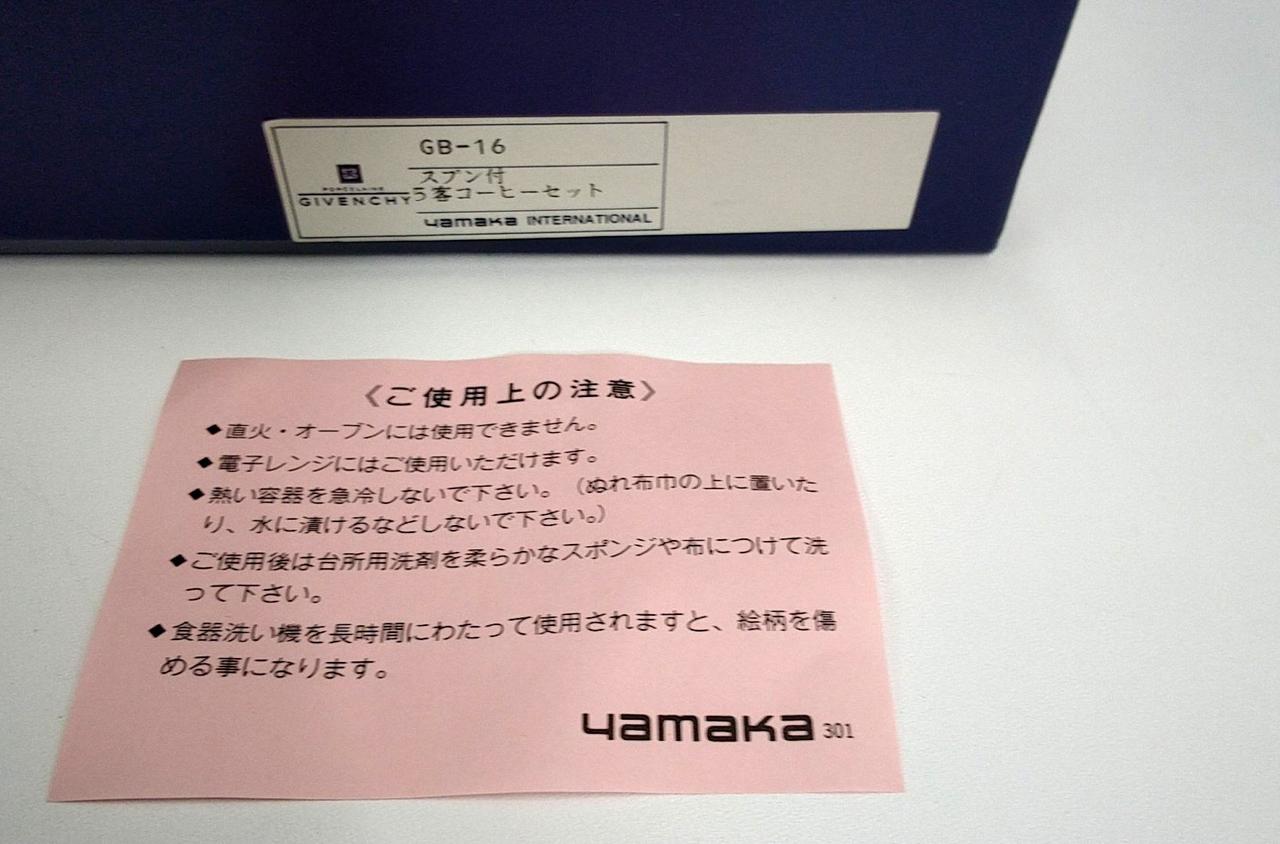 GB-16
スプン付
5客コーヒーセット
PORCELAINE
GIVENCHY
yamaka INTERNATIONAL
《ご使用上の注意》
◆直火・オーブンには使用できません。
◆電子レンジにはご使用いただけます。
◆熱い容器を急冷しないで下さい。(ぬれ布巾の上に置いた
り、水に漬けるなどしないで下さい。)
◆ご使用後は台所用洗剤を柔らかなスポンジや布につけて洗
って下さい。
◆食器洗い機を長時間にわたって使用されますと、絵柄を傷
める事になります。
yamaka 301